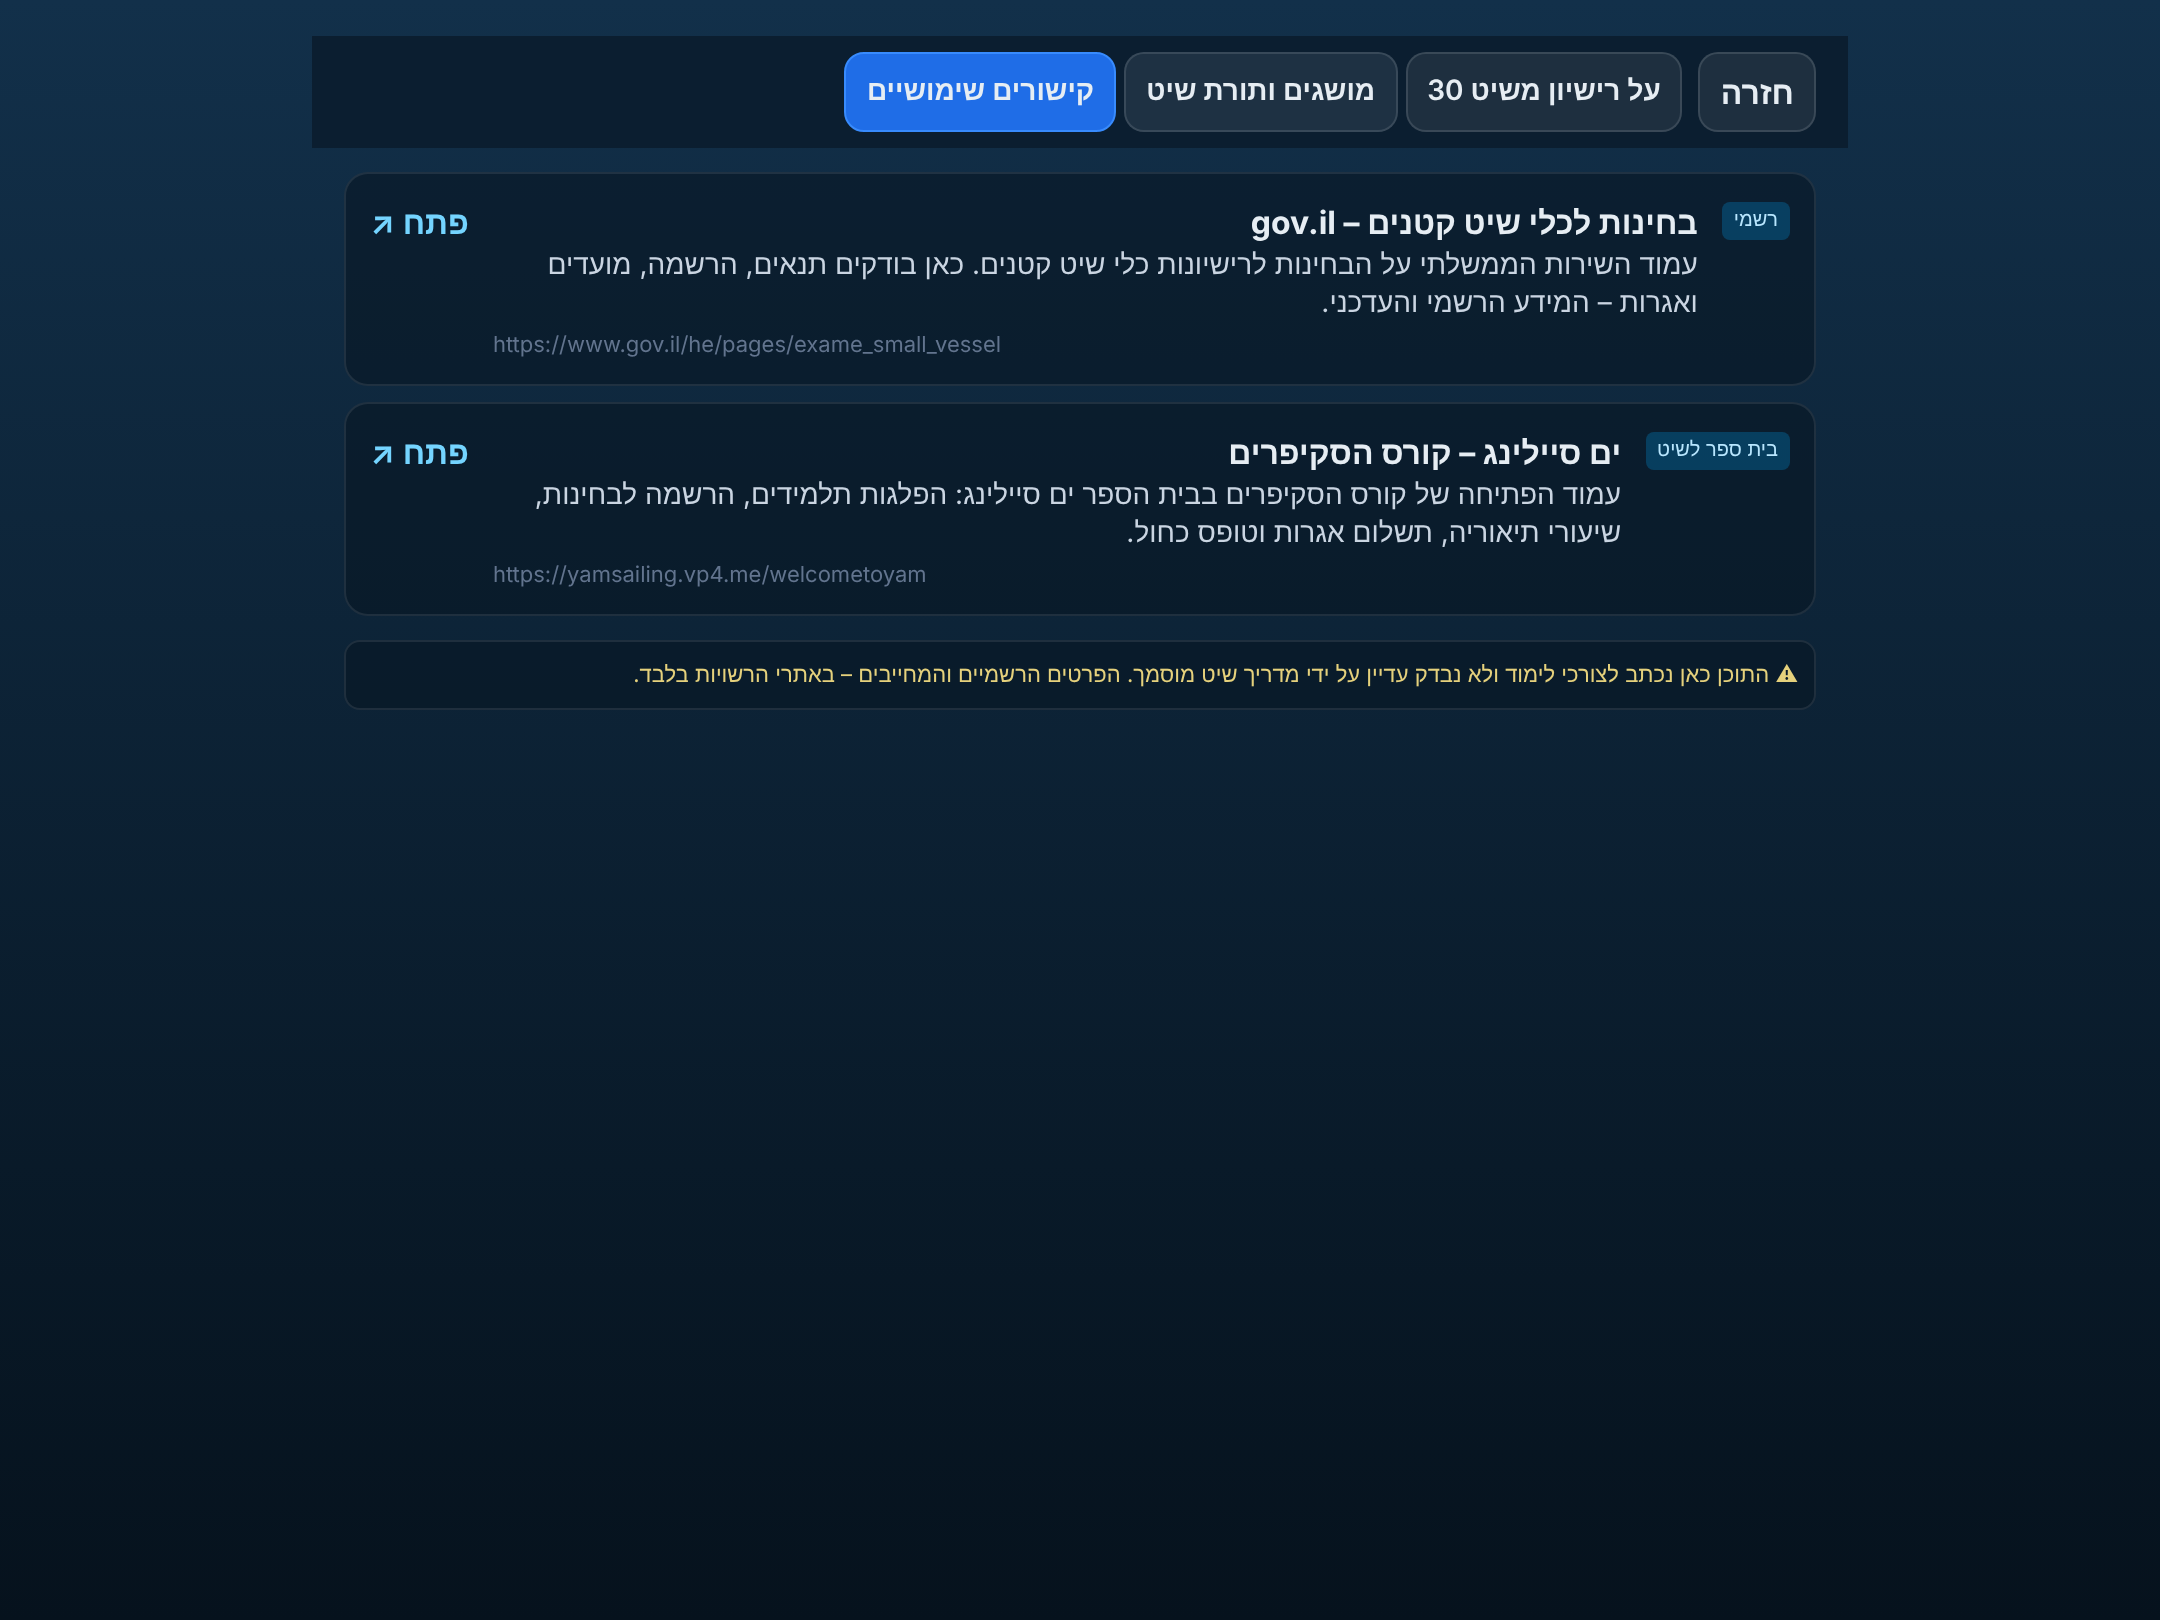 חזרה
על רישיון משיט 30
מושגים ותורת שיט
קישורים שימושיים
רשמי
בחינות לכלי שיט קטנים – gov.il
פתח ↗
עמוד השירות הממשלתי על הבחינות לרישיונות כלי שיט קטנים. כאן בודקים תנאים, הרשמה, מועדים
ואגרות – המידע הרשמי והעדכני.
https://www.gov.il/he/pages/exame_small_vessel
בית ספר לשיט
ים סיילינג – קורס הסקיפרים
פתח ↗
עמוד הפתיחה של קורס הסקיפרים בבית הספר ים סיילינג: הפלגות תלמידים, הרשמה לבחינות,
שיעורי תיאוריה, תשלום אגרות וטופס כחול.
https://yamsailing.vp4.me/welcometoyam
⚠ התוכן כאן נכתב לצורכי לימוד ולא נבדק עדיין על ידי מדריך שיט מוסמך. הפרטים הרשמיים והמחייבים – באתרי הרשויות בלבד.